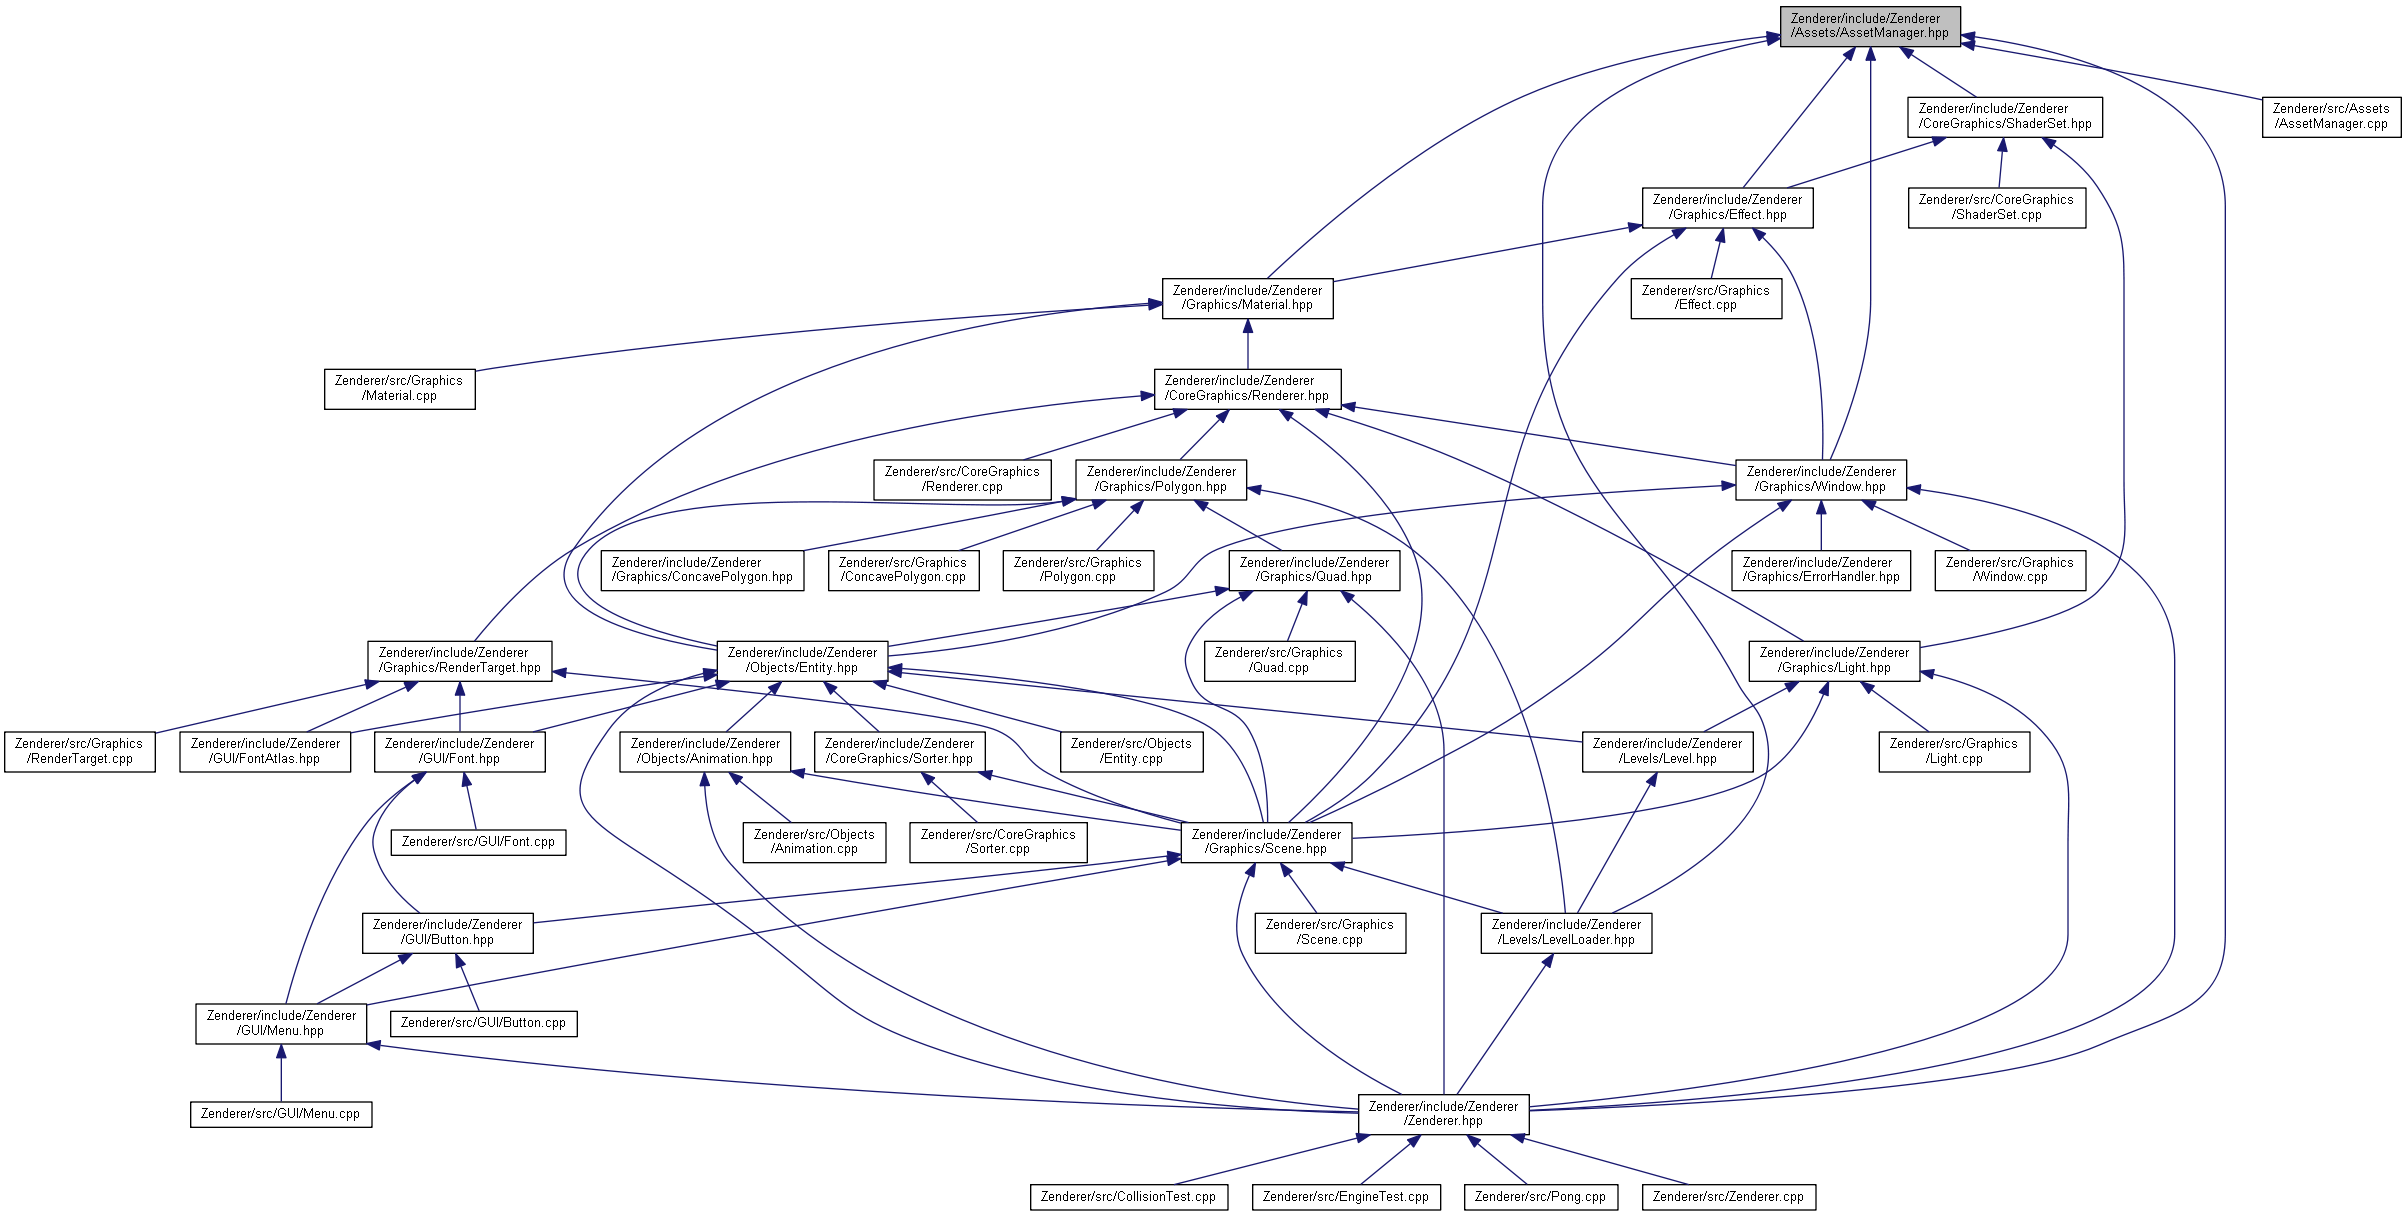 Zenderer/include/Zenderer
/Assets/AssetManager.hpp
Zenderer/include/Zenderer
/CoreGraphics/ShaderSet.hpp
Zenderer/src/Assets
/AssetManager.cpp
Zenderer/include/Zenderer
/Graphics/Effect.hpp
Zenderer/src/CoreGraphics
/ShaderSet.cpp
Zenderer/include/Zenderer
/Graphics/Material.hpp
Zenderer/src/Graphics
/Effect.cpp
Zenderer/src/Graphics
/Material.cpp
Zenderer/include/Zenderer
/CoreGraphics/Renderer.hpp
Zenderer/src/CoreGraphics
/Renderer.cpp
Zenderer/include/Zenderer
/Graphics/Polygon.hpp
Zenderer/include/Zenderer
/Graphics/Window.hpp
Zenderer/include/Zenderer
/Graphics/ConcavePolygon.hpp
Zenderer/src/Graphics
/ConcavePolygon.cpp
Zenderer/src/Graphics
/Polygon.cpp
Zenderer/include/Zenderer
/Graphics/Quad.hpp
Zenderer/include/Zenderer
/Graphics/ErrorHandler.hpp
Zenderer/src/Graphics
/Window.cpp
Zenderer/include/Zenderer
/Graphics/RenderTarget.hpp
Zenderer/include/Zenderer
/Objects/Entity.hpp
Zenderer/src/Graphics
/Quad.cpp
Zenderer/include/Zenderer
/Graphics/Light.hpp
Zenderer/src/Graphics
/RenderTarget.cpp
Zenderer/include/Zenderer
/GUI/FontAtlas.hpp
Zenderer/include/Zenderer
/GUI/Font.hpp
Zenderer/include/Zenderer
/Objects/Animation.hpp
Zenderer/include/Zenderer
/CoreGraphics/Sorter.hpp
Zenderer/src/Objects
/Entity.cpp
Zenderer/include/Zenderer
/Levels/Level.hpp
Zenderer/src/Graphics
/Light.cpp
Zenderer/src/GUI/Font.cpp
Zenderer/src/Objects
/Animation.cpp
Zenderer/src/CoreGraphics
/Sorter.cpp
Zenderer/include/Zenderer
/Graphics/Scene.hpp
Zenderer/include/Zenderer
/GUI/Button.hpp
Zenderer/src/Graphics
/Scene.cpp
Zenderer/include/Zenderer
/Levels/LevelLoader.hpp
Zenderer/include/Zenderer
/GUI/Menu.hpp
Zenderer/src/GUI/Button.cpp
Zenderer/src/GUI/Menu.cpp
Zenderer/include/Zenderer
/Zenderer.hpp
Zenderer/src/CollisionTest.cpp
Zenderer/src/EngineTest.cpp
Zenderer/src/Pong.cpp
Zenderer/src/Zenderer.cpp